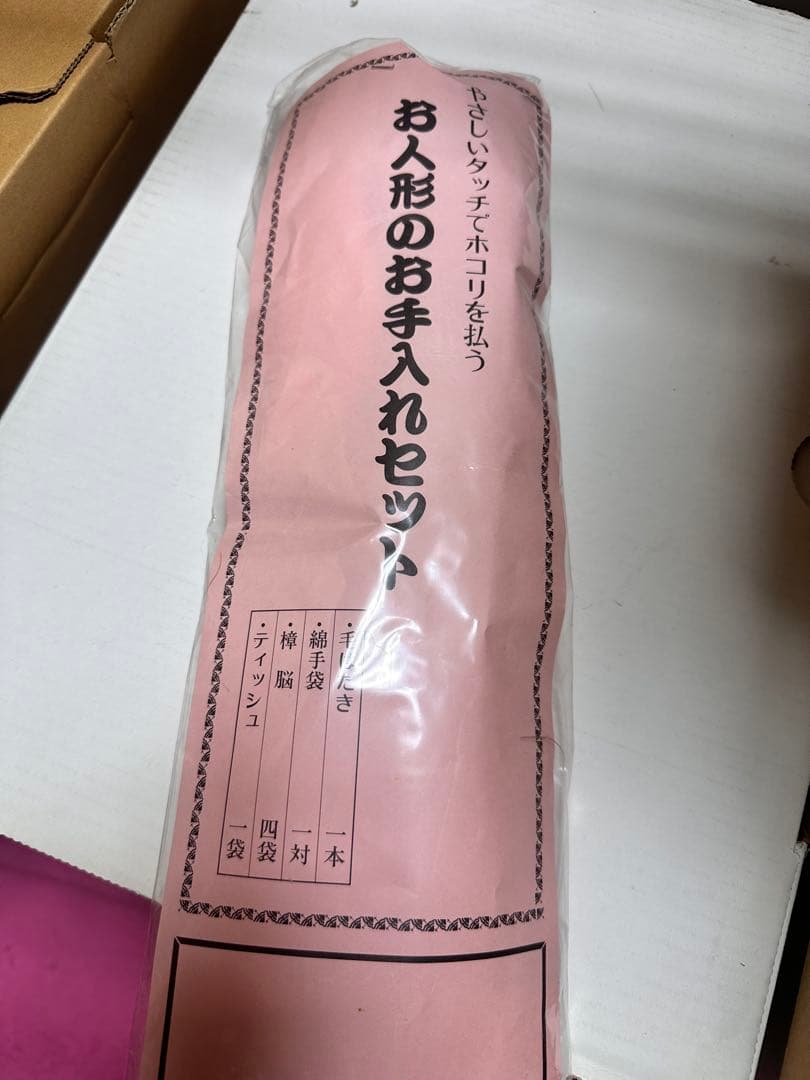 やさしいタッチでホコリを払う
お人形のお手入れセット
・毛ばたき 一本
・綿手袋 一対
・樟脳 四袋
・ティッシュ 一袋